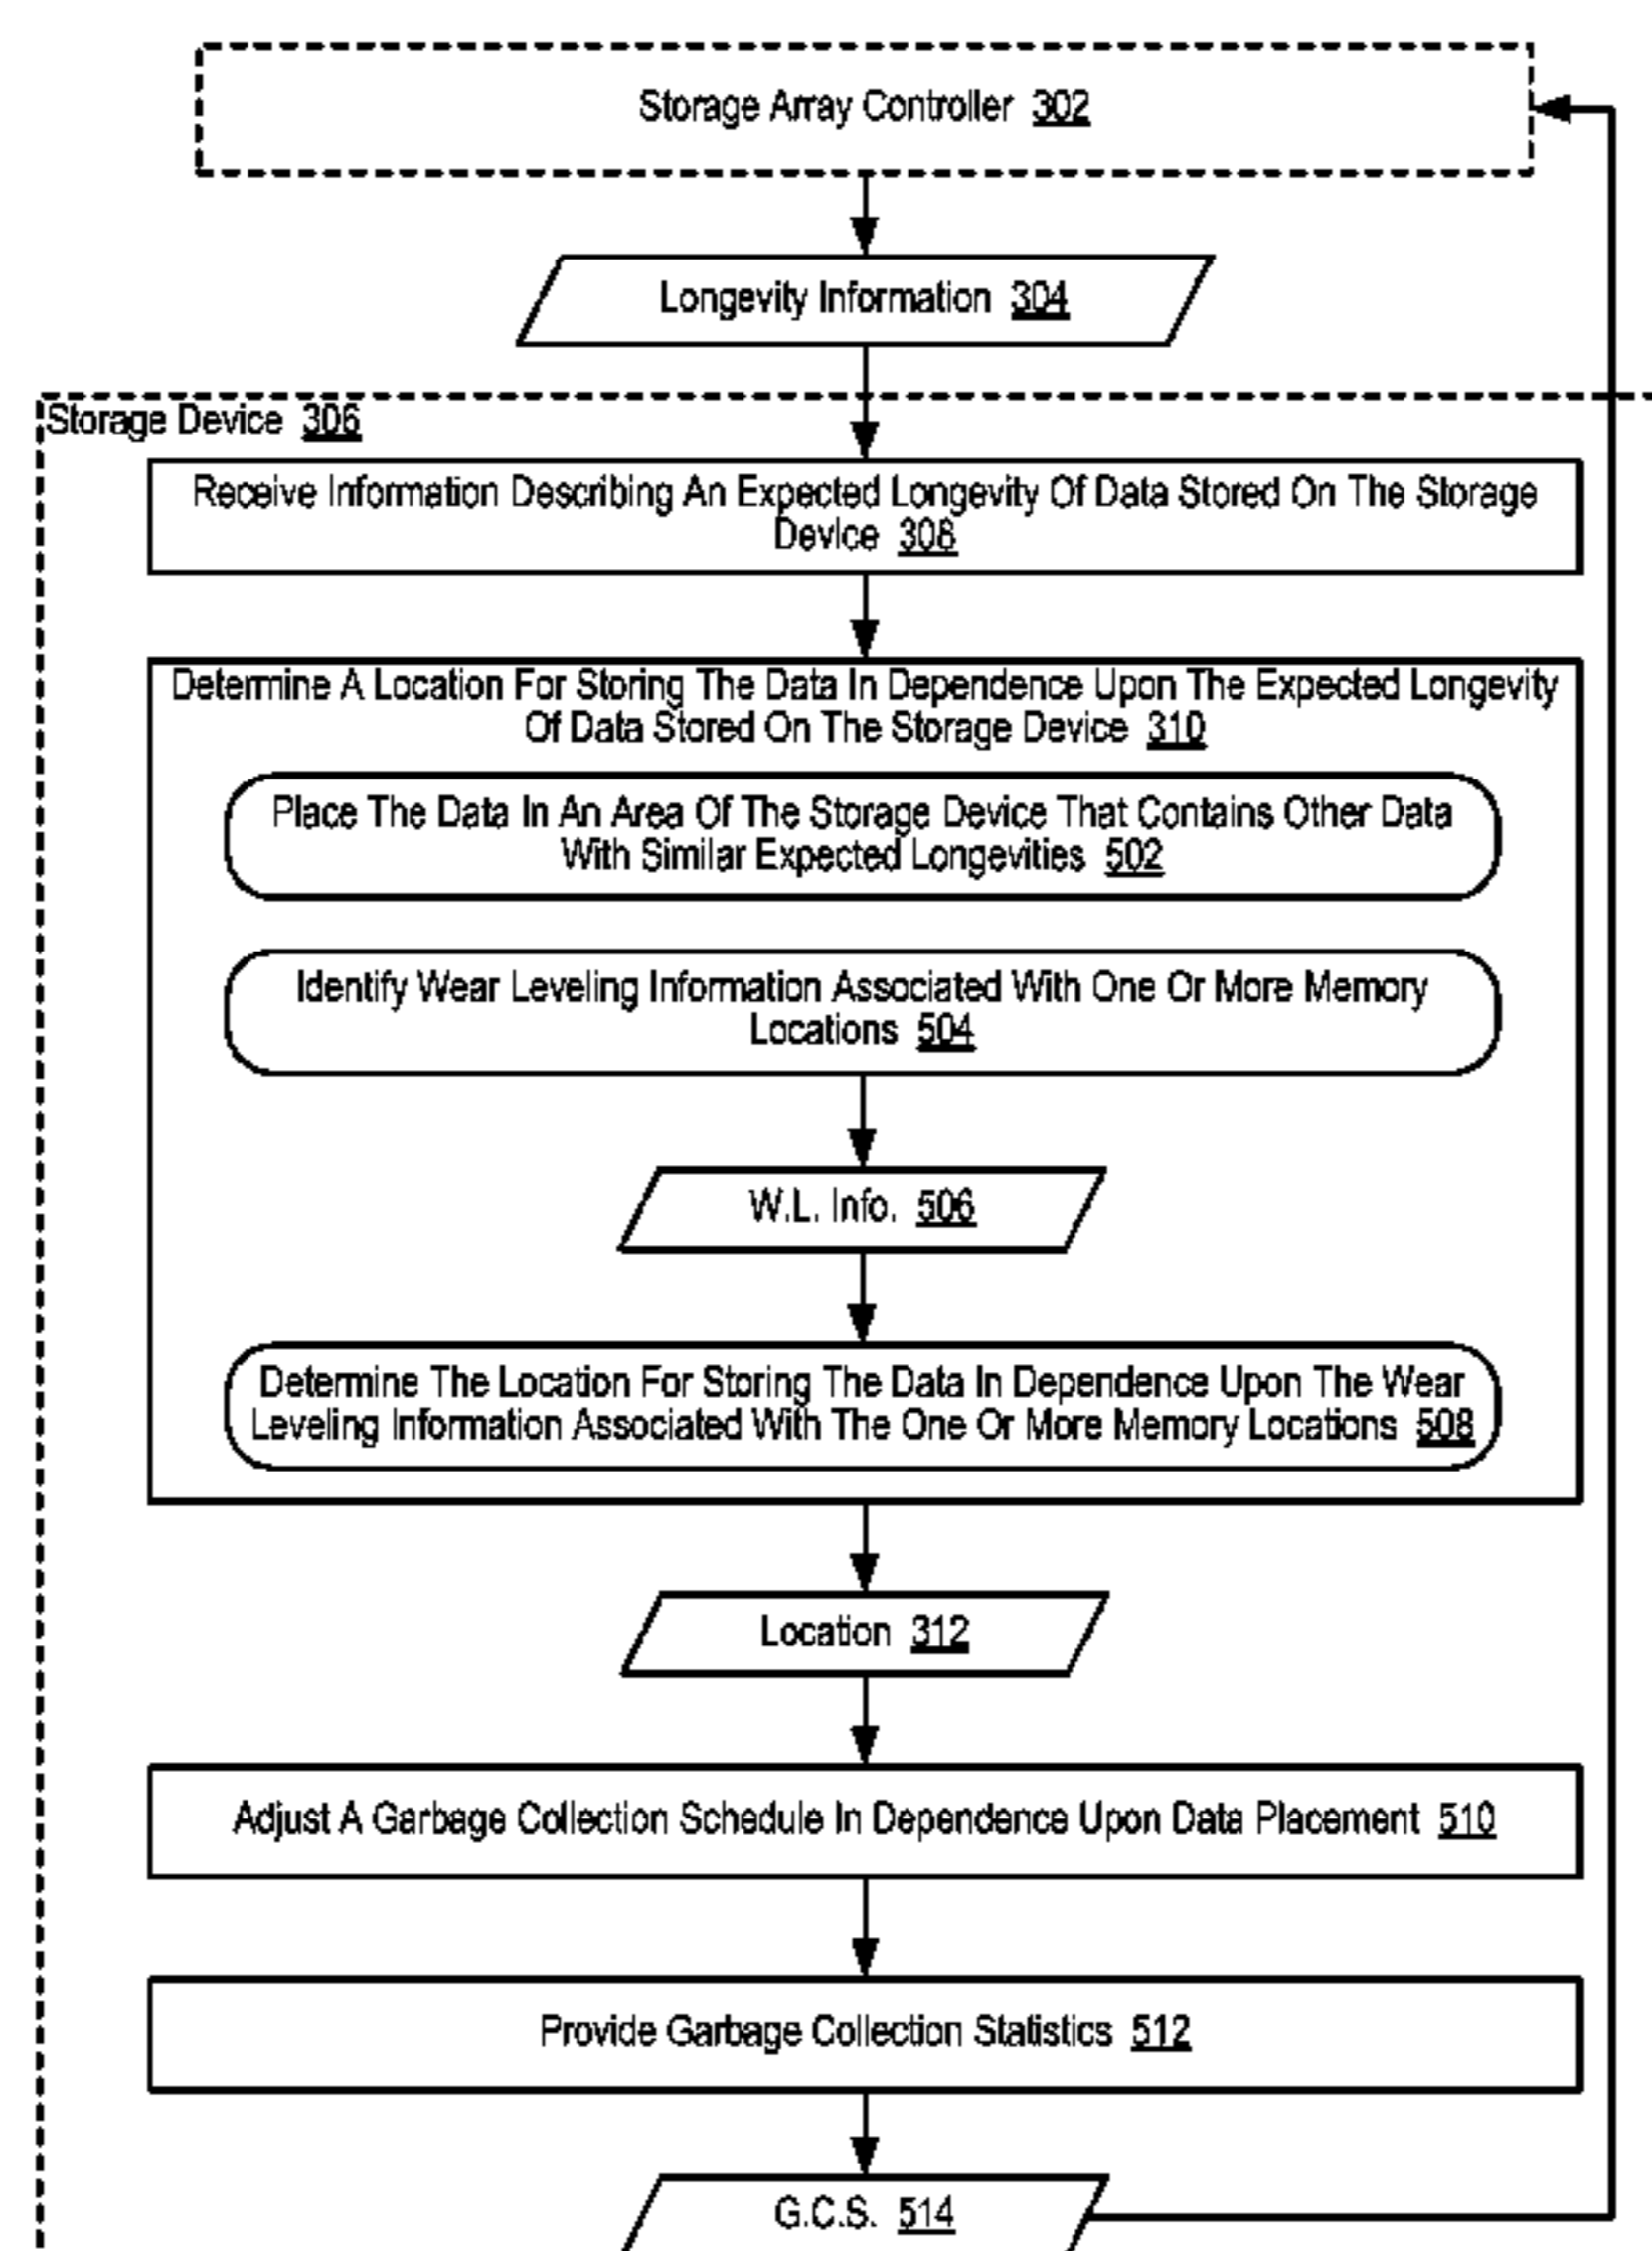 Storage Array Controller 302
Longevity Information 304
Storage Device 306
Receive Information Describing An Expected Longevity Of Data Stored On The Storage
Device 308
Determine A Location For Storing The Data In Dependence Upon The Expected Longevity
Of Data Stored On The Storage Device 310
Place The Data In An Area Of The Storage Device That Contains Other Data
With Similar Expected Longevities 502
Identify Wear Leveling Information Associated With One Or More Memory
Locations 504
W.L. Info. 506
Determine The Location For Storing The Data In Dependence Upon The Wear
Leveling Information Associated With The One Or More Memory Locations 508
Location 312
Adjust A Garbage Collection Schedule In Dependence Upon Data Placement 510
Provide Garbage Collection Statistics 512
G.C.S. 514